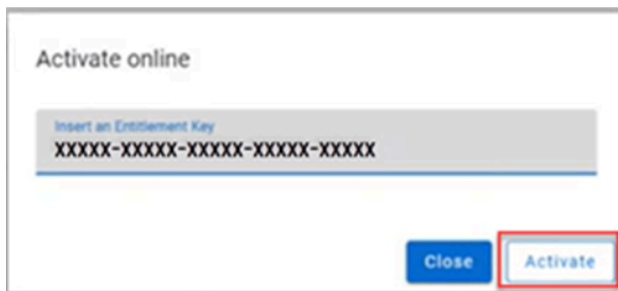 Activate online
Insert an Entitlement Key
XXXXX-XXXXX-XXXXX-XXXXX-XXXXX
Close Activate